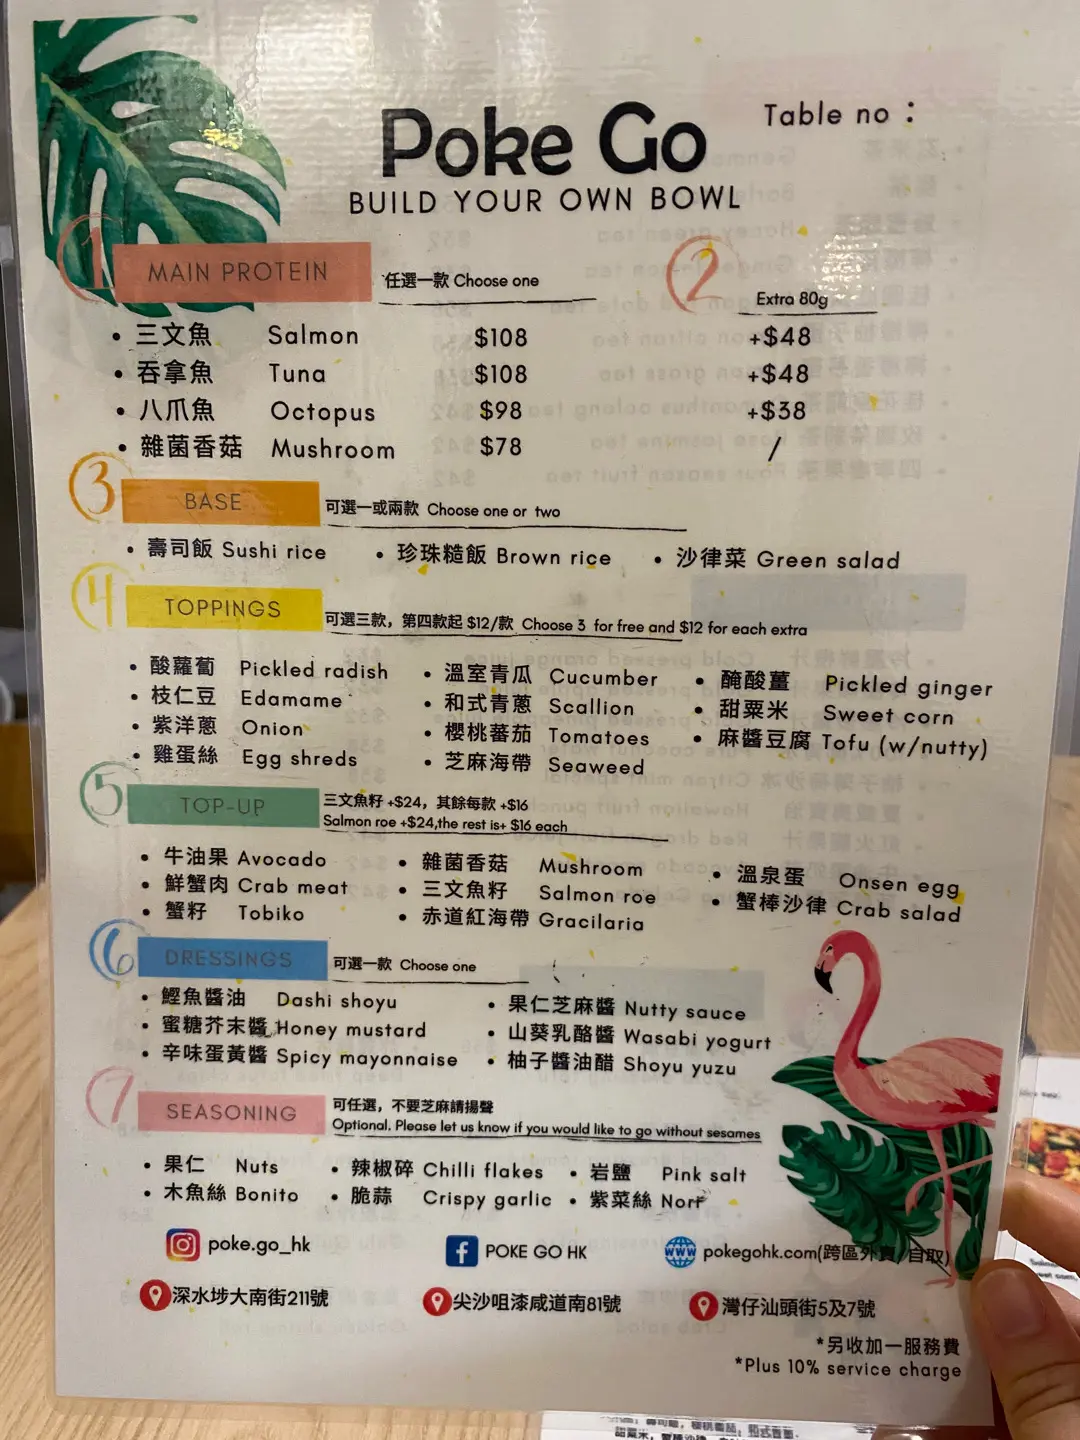 Poke Go
Table no：
BUILD YOUR OWN BOWL
1 MAIN PROTEIN 任選一款 Choose one
2 Extra 80g
• 三文魚 Salmon $108 +$48
• 吞拿魚 Tuna $108 +$48
• 八爪魚 Octopus $98 +$38
• 雜菌香菇 Mushroom $78 /
3 BASE 可選一或兩款 Choose one or two
• 壽司飯 Sushi rice • 珍珠糙飯 Brown rice • 沙律菜 Green salad
4 TOPPINGS 可選三款，第四款起 $12/款 Choose 3 for free and $12 for each extra
• 酸蘿蔔 Pickled radish • 溫室青瓜 Cucumber • 醃酸薑 Pickled ginger
• 枝仁豆 Edamame • 和式青蔥 Scallion • 甜粟米 Sweet corn
• 紫洋蔥 Onion • 櫻桃蕃茄 Tomatoes • 麻醬豆腐 Tofu (w/nutty)
• 雞蛋絲 Egg shreds • 芝麻海帶 Seaweed
5 TOP-UP 三文魚籽 +$24，其餘每款 +$16
Salmon roe +$24,the rest is+ $16 each
• 牛油果 Avocado • 雜菌香菇 Mushroom • 溫泉蛋 Onsen egg
• 鮮蟹肉 Crab meat • 三文魚籽 Salmon roe • 蟹棒沙律 Crab salad
• 蟹籽 Tobiko • 赤道紅海帶 Gracilaria
6 DRESSINGS 可選一款 Choose one
• 鰹魚醬油 Dashi shoyu • 果仁芝麻醬 Nutty sauce
• 蜜糖芥末醬 Honey mustard • 山葵乳酪醬 Wasabi yogurt
• 辛味蛋黃醬 Spicy mayonnaise • 柚子醬油醋 Shoyu yuzu
7 SEASONING 可任選，不要芝麻請揚聲
Optional. Please let us know if you would like to go without sesames
• 果仁 Nuts • 辣椒碎 Chilli flakes • 岩鹽 Pink salt
• 木魚絲 Bonito • 脆蒜 Crispy garlic • 紫菜絲 Nori
poke.go_hk POKE GO HK pokegohk.com(跨區外賣/自取)
深水埗大南街211號 尖沙咀漆咸道南81號 灣仔汕頭街5及7號
*另收加一服務費
*Plus 10% service charge